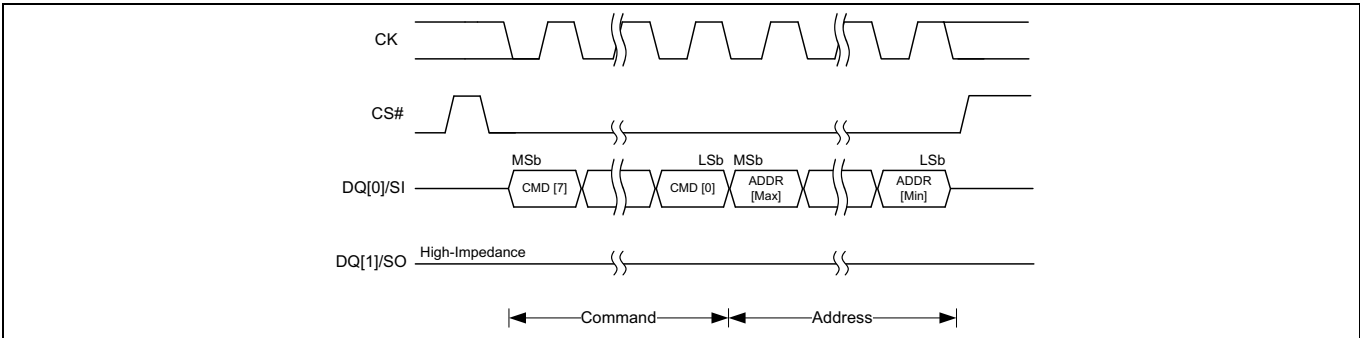 CK
CS#
MSb LSb MSb LSb
DQ[0]/SI CMD [7] CMD [0] ADDR [Max] ADDR [Min]
DQ[1]/SO High-Impedance
Command Address